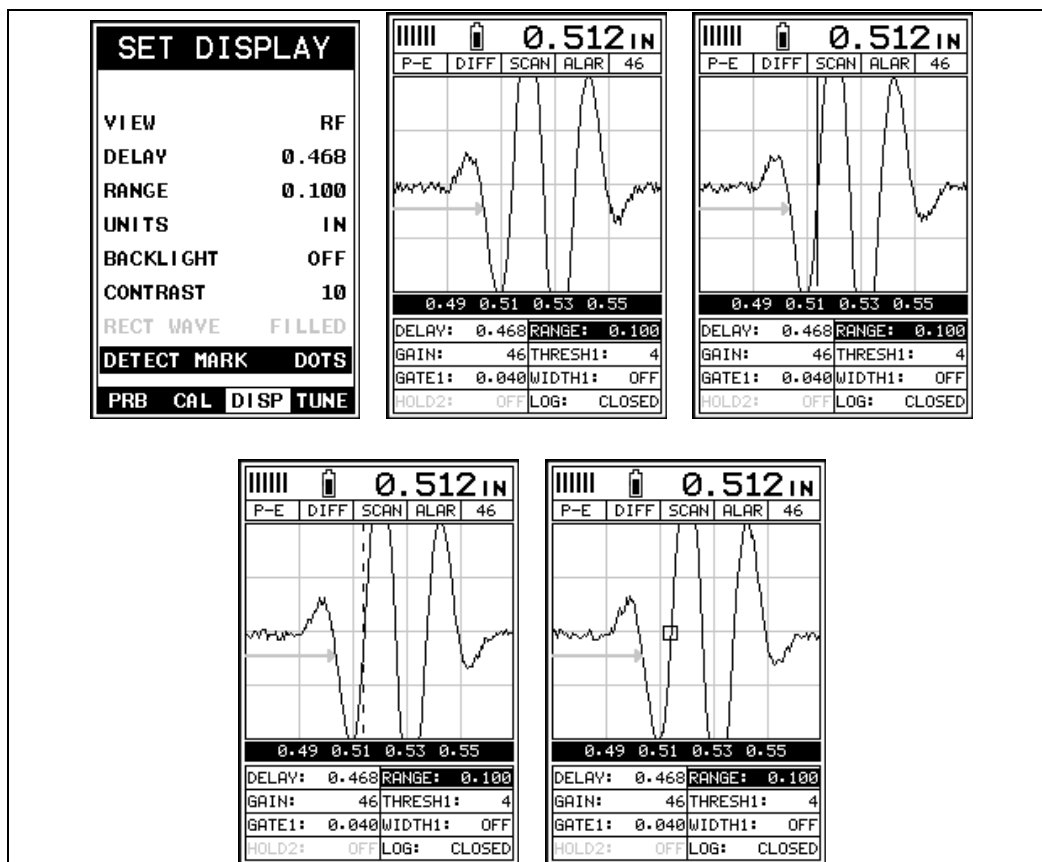 SET DISPLAY
VIEW RF
DELAY 0.468
RANGE 0.100
UNITS IN
BACKLIGHT OFF
CONTRAST 10
RECT WAVE FILLED
DETECT MARK DOTS
PRB CAL DISP TUNE
0.512 IN
P-E DIFF SCAN ALAR 46
0.49 0.51 0.53 0.55
DELAY: 0.468 RANGE: 0.100
GAIN: 46 THRESH1: 4
GATE1: 0.040 WIDTH1: OFF
HOLD2: OFF LOG: CLOSED
0.512 IN
P-E DIFF SCAN ALAR 46
0.49 0.51 0.53 0.55
DELAY: 0.468 RANGE: 0.100
GAIN: 46 THRESH1: 4
GATE1: 0.040 WIDTH1: OFF
HOLD2: OFF LOG: CLOSED
0.512 IN
P-E DIFF SCAN ALAR 46
0.49 0.51 0.53 0.55
DELAY: 0.468 RANGE: 0.100
GAIN: 46 THRESH1: 4
GATE1: 0.040 WIDTH1: OFF
HOLD2: OFF LOG: CLOSED
0.512 IN
P-E DIFF SCAN ALAR 46
0.49 0.51 0.53 0.55
DELAY: 0.468 RANGE: 0.100
GAIN: 46 THRESH1: 4
GATE1: 0.040 WIDTH1: OFF
HOLD2: OFF LOG: CLOSED